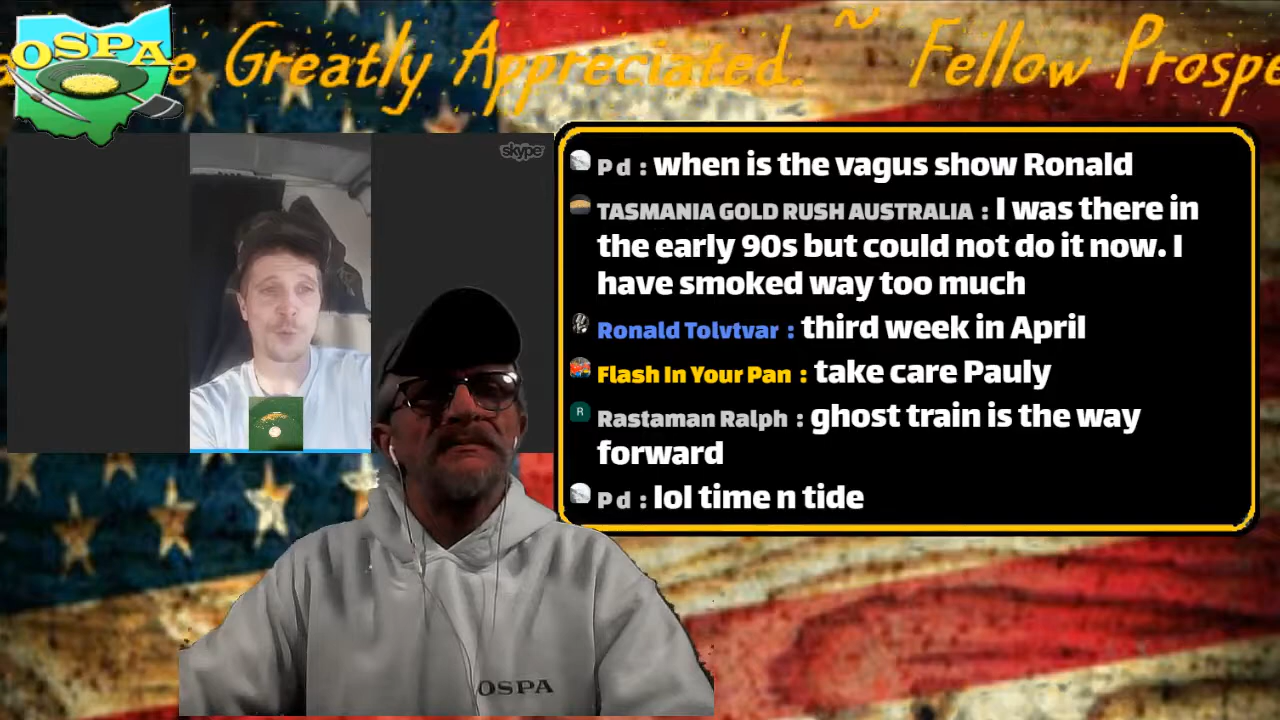 OSPA
e Greatly Appreciated. ~ Fellow Prospe
skype
P d : when is the vagus show Ronald
TASMANIA GOLD RUSH AUSTRALIA : I was there in
the early 90s but could not do it now. I
have smoked way too much
Ronald Tolvtvar : third week in April
Flash In Your Pan : take care Pauly
R Rastaman Ralph : ghost train is the way
forward
P d : lol time n tide
OSPA